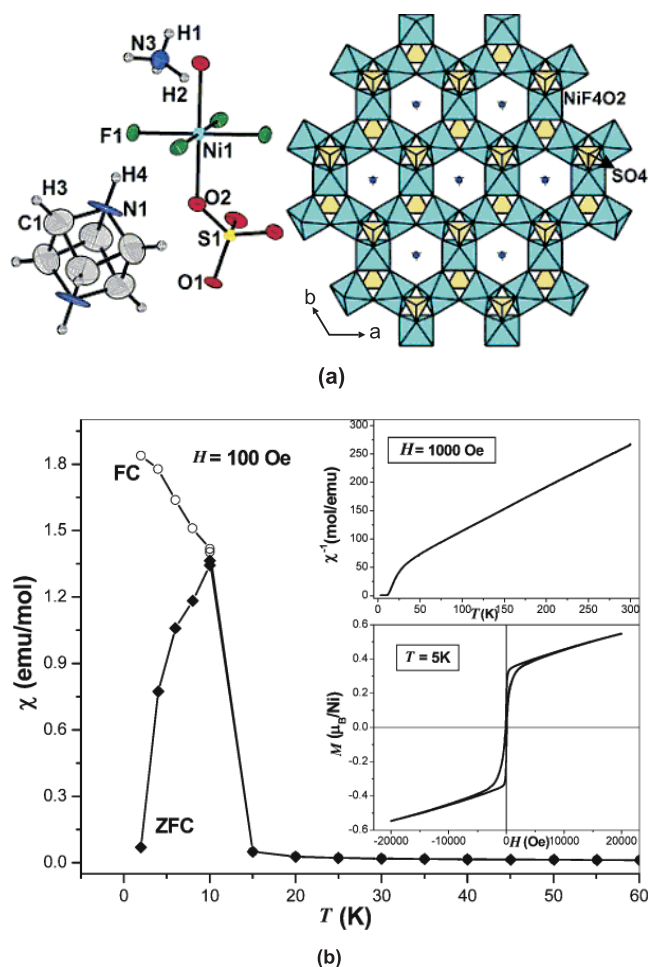 N3
H1
H2
F1
Ni1
H3
H4
N1
C1
O2
S1
O1
NiF4O2
SO4
b
a
(a)
H = 100 Oe
FC
ZFC
χ (emu/mol)
1.8
1.5
1.2
0.9
0.6
0.3
0.0
0 10 20 30 40 50 60
T (K)
H = 1000 Oe
χ⁻¹(mol/emu)
300
250
200
150
100
50
0
0 50 100 150 200 250 300
T(K)
T = 5K
M (μB/Ni)
0.6
0.4
0.2
0.0
-0.2
-0.4
-0.6
-20000 -10000 0 10000 20000
H(Oe)
(b)